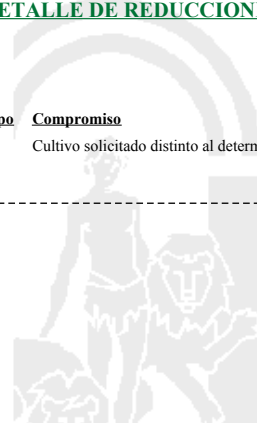 ETALLE DE REDUCCION
po Compromiso
Cultivo solicitado distinto al determ